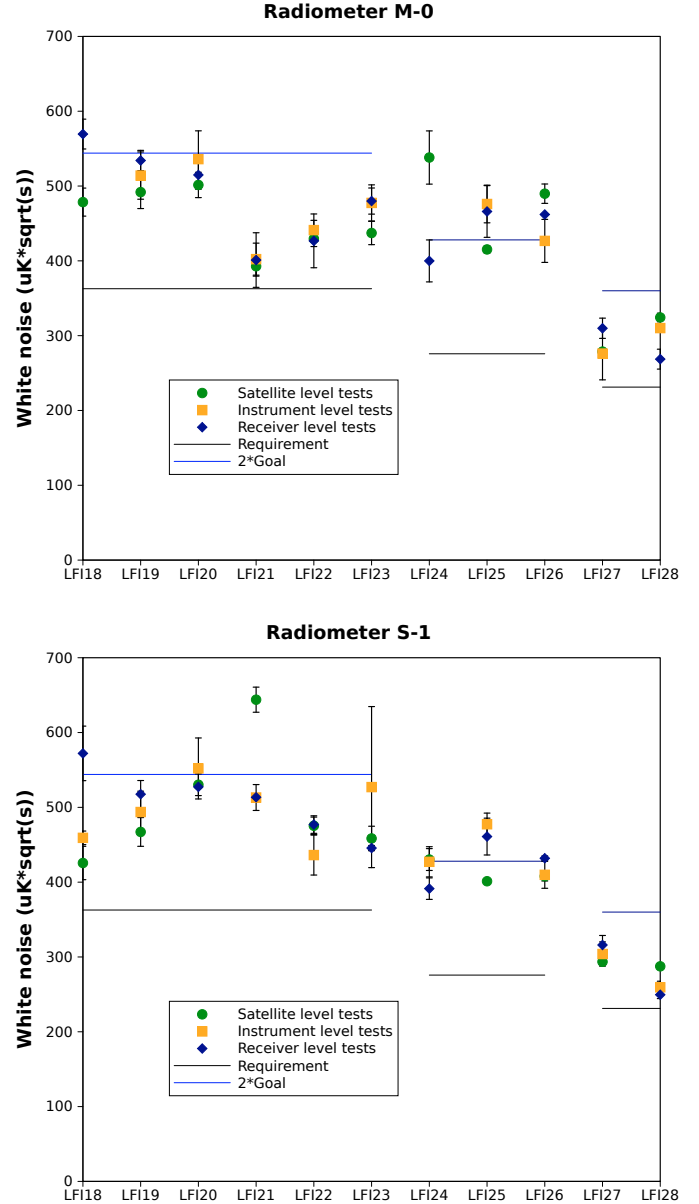 Radiometer M-0
White noise (uK*sqrt(s))
700
600
500
400
300
200
100
0
Satellite level tests
Instrument level tests
Receiver level tests
Requirement
2*Goal
LFI18 LFI19 LFI20 LFI21 LFI22 LFI23 LFI24 LFI25 LFI26 LFI27 LFI28
Radiometer S-1
White noise (uK*sqrt(s))
700
600
500
400
300
200
100
0
Satellite level tests
Instrument level tests
Receiver level tests
Requirement
2*Goal
LFI18 LFI19 LFI20 LFI21 LFI22 LFI23 LFI24 LFI25 LFI26 LFI27 LFI28